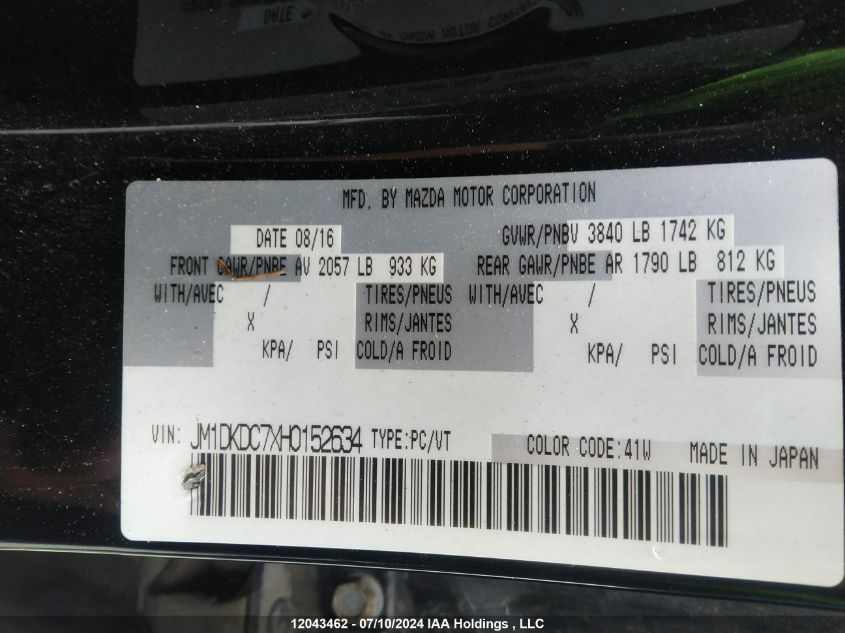 MFD. BY MAZDA MOTOR CORPORATION
DATE 08/16 GVWR/PNBV 3840 LB 1742 KG
FRONT GAWR/PNBE AV 2057 LB 933 KG REAR GAWR/PNBE AR 1790 LB 812 KG
WITH/AVEC / TIRES/PNEUS WITH/AVEC / TIRES/PNEUS
X RIMS/JANTES X RIMS/JANTES
KPA/ PSI COLD/A FROID KPA/ PSI COLD/A FROID
VIN: JM1DKDC7XH0152634 TYPE:PC/VT COLOR CODE:41W MADE IN JAPAN
12043462 - 07/10/2024 IAA Holdings , LLC